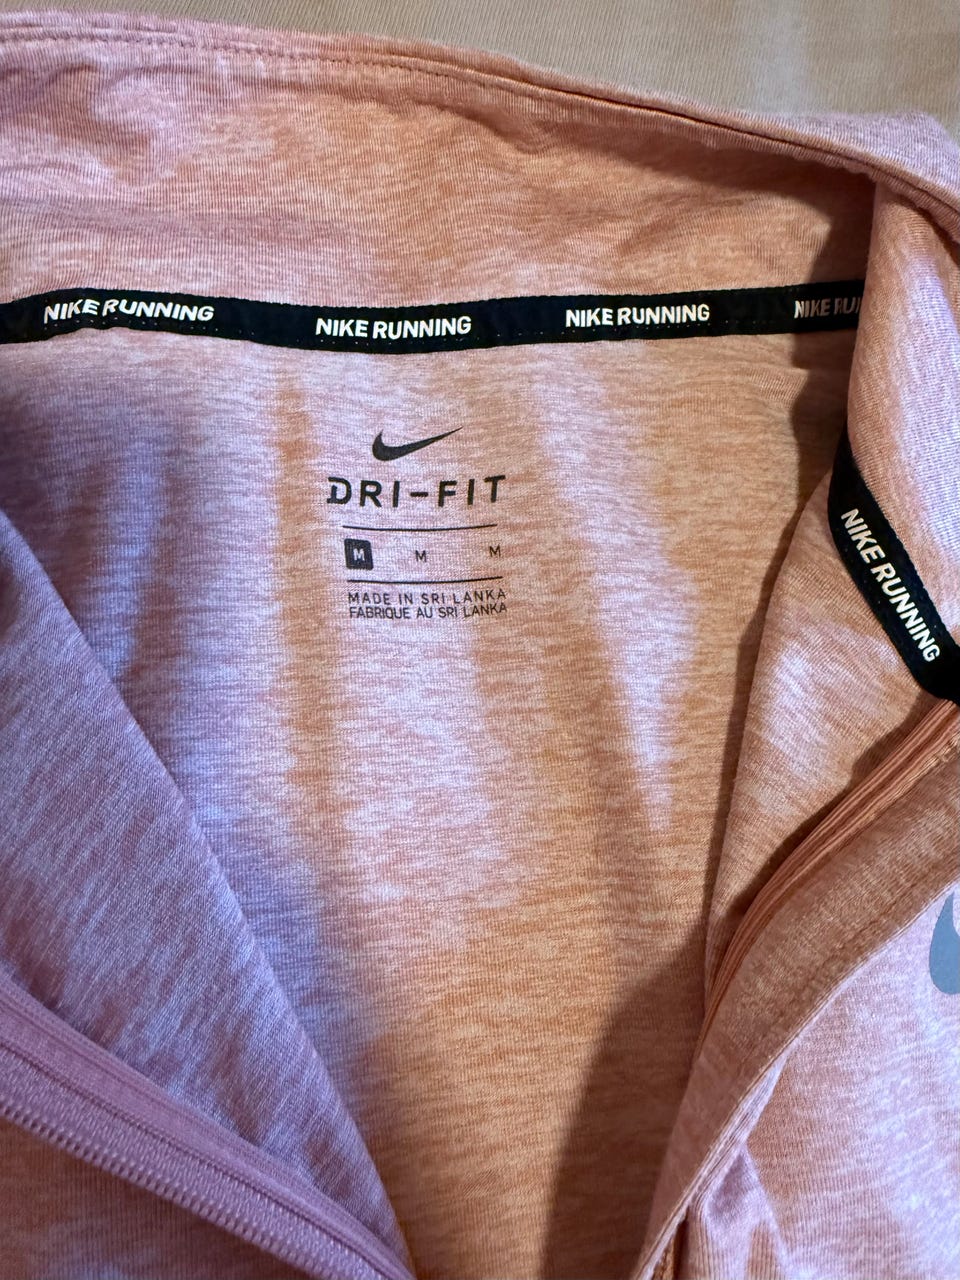 NIKE RUNNING NIKE RUNNING NIKE RUNNING NIKE RU
DRI-FIT
M M M
MADE IN SRI LANKA
FABRIQUE AU SRI LANKA
NIKE RUNNING